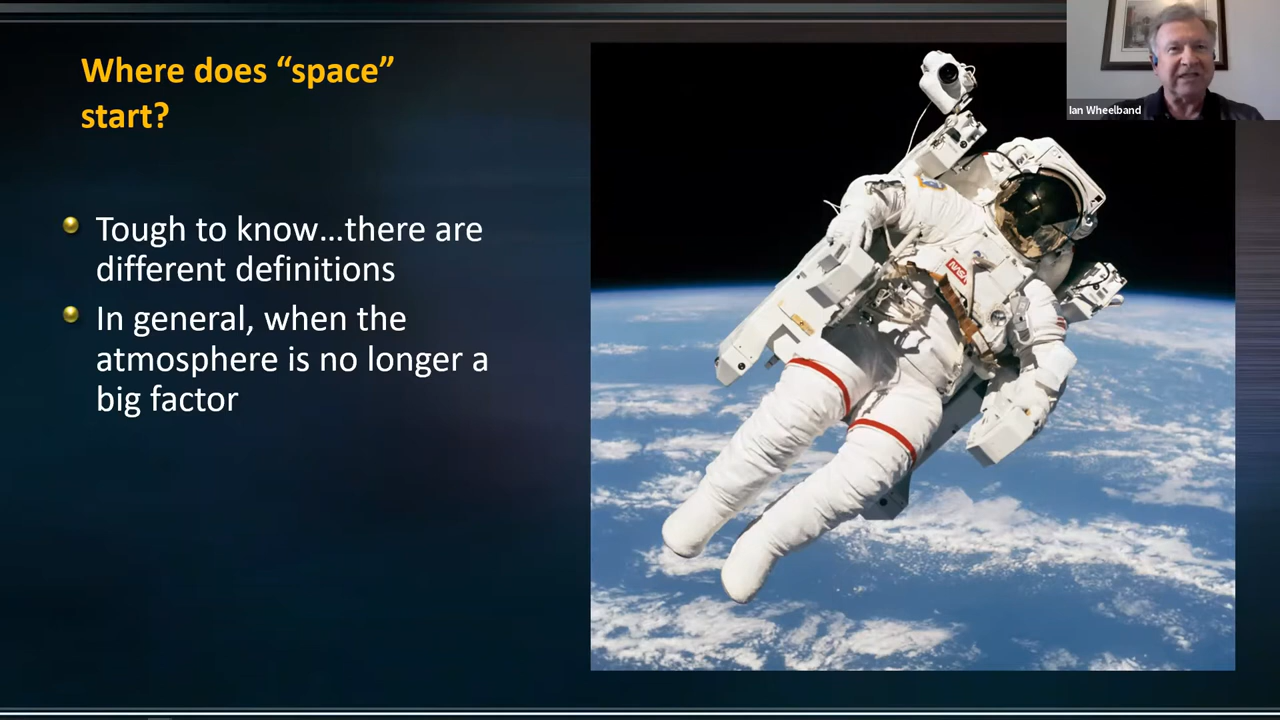 Where does “space”
start?
Tough to know...there are
different definitions
In general, when the
atmosphere is no longer a
big factor
Ian Wheelband
NASA